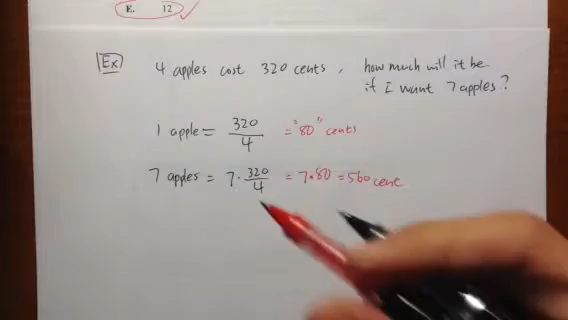 E. 12
Ex 4 apples cost 320 cents, how much will it be
if I want 7 apples?
1 apple = 320/4 = "80" cents
7 apples = 7 · 320/4 = 7 · 80 = 560 cent